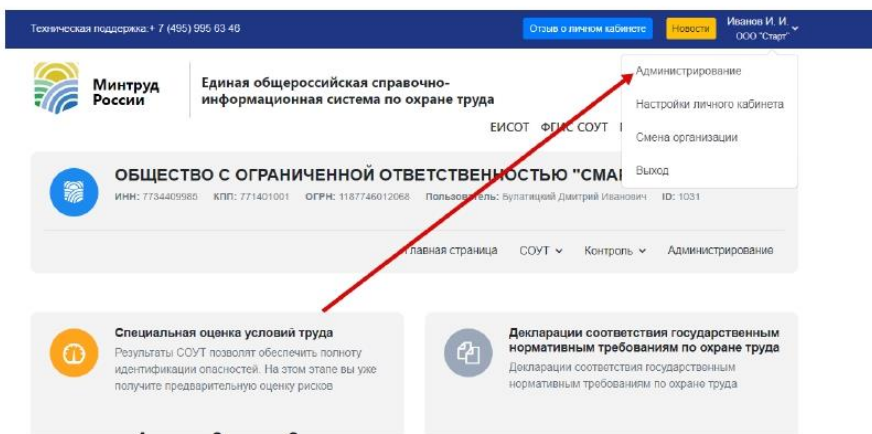 Техническая поддержка:+ 7 (495) 995 63 46
Отзыв о личном кабинете
Новости
Иванов И. И.
ООО "Старт"
Администрирование
Настройки личного кабинета
Смена организации
Выход
Минтруд
России
Единая общероссийская справочно-
информационная система по охране труда
ЕИСОТ ФГИС СОУТ
ОБЩЕСТВО С ОГРАНИЧЕННОЙ ОТВЕТСТВЕННОСТЬЮ
ИНН: 7734409985 КПП: 771401001 ОГРН: 1187746012068 Пользователь: Булатицкий Дмитрий Иванович ID: 1031
Главная страница СОУТ Контроль Администрирование
Специальная оценка условий труда
Результаты СОУТ позволят обеспечить полноту
идентификации опасностей. На этом этапе вы уже
получите предварительную оценку рисков
Декларации соответствия государственным
нормативным требованиям по охране труда
Декларации соответствия государственным
нормативным требованиям по охране труда